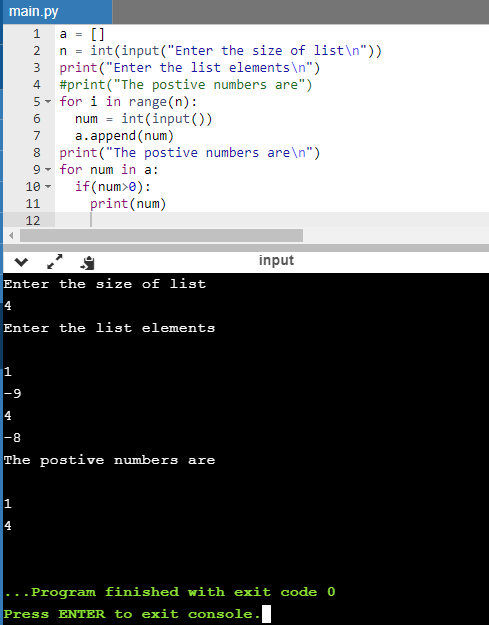 main.py
1 a = []
2 n = int(input("Enter the size of list\n"))
3 print("Enter the list elements\n")
4 #print("The postive numbers are")
5 for i in range(n):
6   num = int(input())
7   a.append(num)
8 print("The postive numbers are\n")
9 for num in a:
10   if(num>0):
11     print(num)
12
input
Enter the size of list
4
Enter the list elements
1
-9
4
-8
The postive numbers are
1
4
...Program finished with exit code 0
Press ENTER to exit console.